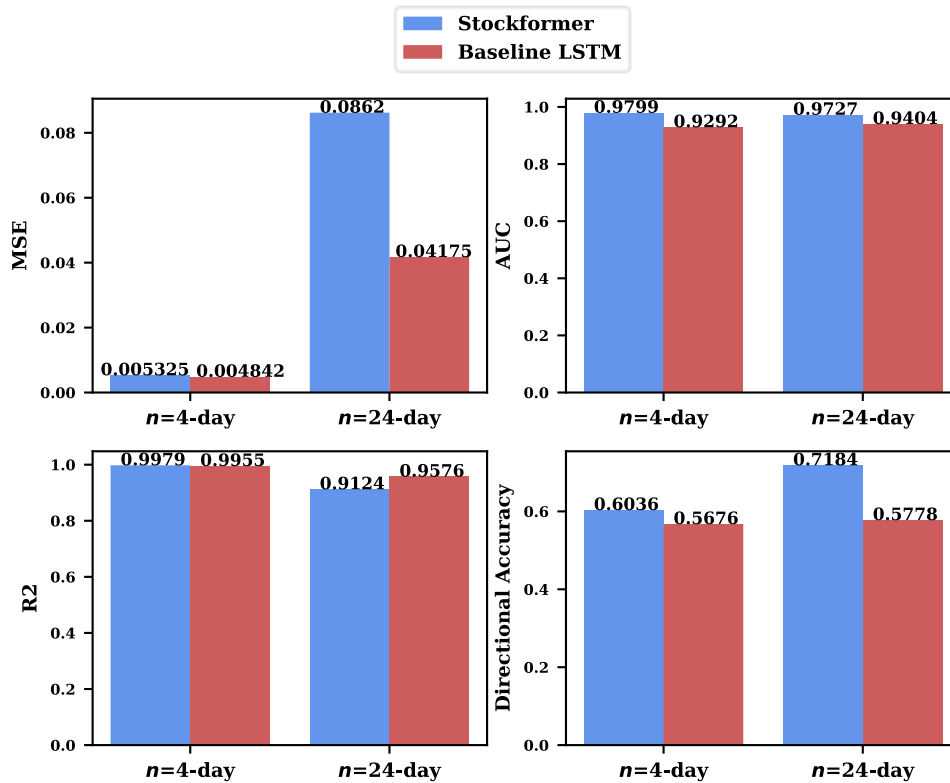 Stockformer
Baseline LSTM
MSE
0.08
0.06
0.04
0.02
0.00
0.005325
0.004842
0.0862
0.04175
n=4-day
n=24-day
AUC
1.0
0.8
0.6
0.4
0.2
0.0
0.9799
0.9292
0.9727
0.9404
n=4-day
n=24-day
R2
1.0
0.8
0.6
0.4
0.2
0.0
0.9979
0.9955
0.9124
0.9576
n=4-day
n=24-day
Directional Accuracy
0.6
0.4
0.2
0.0
0.6036
0.5676
0.7184
0.5778
n=4-day
n=24-day